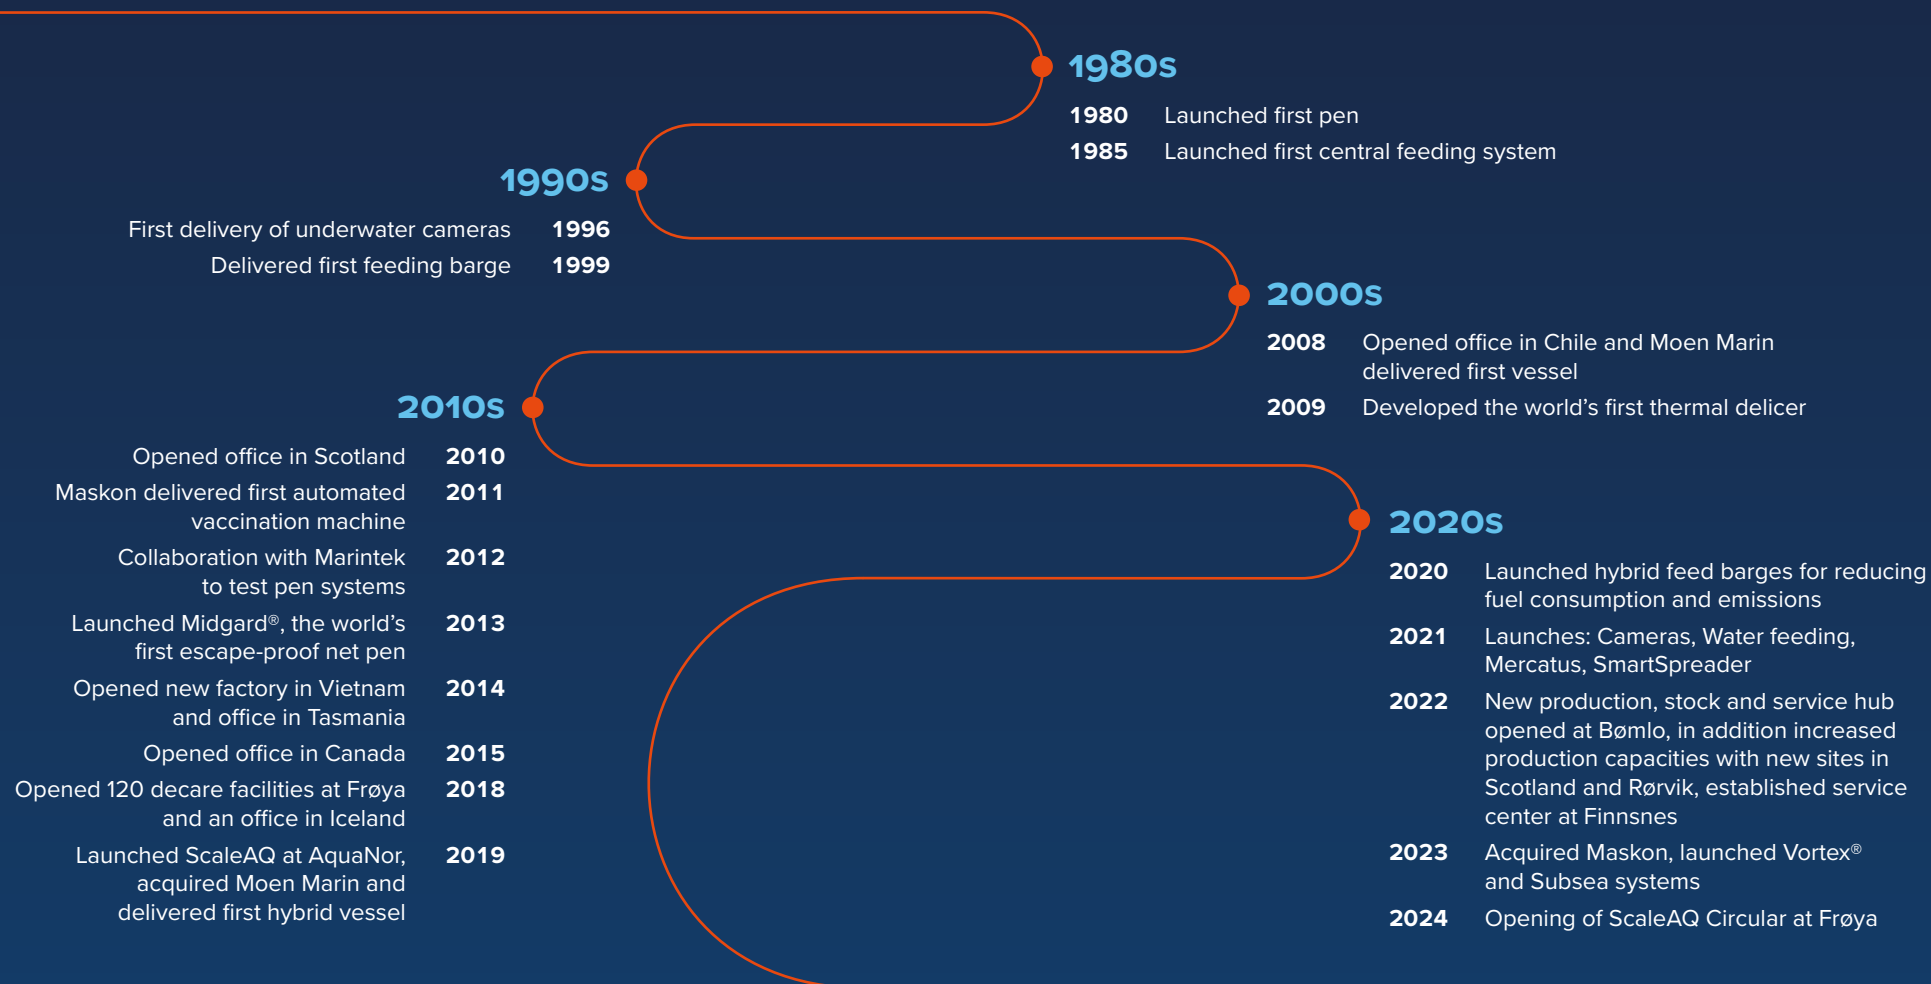 1980s
1980 Launched first pen
1985 Launched first central feeding system
1990s
First delivery of underwater cameras 1996
Delivered first feeding barge 1999
2000s
2008 Opened office in Chile and Moen Marin
delivered first vessel
2009 Developed the world's first thermal delicer
2010s
Opened office in Scotland 2010
Maskon delivered first automated 2011
vaccination machine
Collaboration with Marintek 2012
to test pen systems
Launched Midgard®, the world's 2013
first escape-proof net pen
Opened new factory in Vietnam 2014
and office in Tasmania
Opened office in Canada 2015
Opened 120 decare facilities at Frøya 2018
and an office in Iceland
Launched ScaleAQ at AquaNor, 2019
acquired Moen Marin and
delivered first hybrid vessel
2020s
2020 Launched hybrid feed barges for reducing
fuel consumption and emissions
2021 Launches: Cameras, Water feeding,
Mercatus, SmartSpreader
2022 New production, stock and service hub
opened at Bømlo, in addition increased
production capacities with new sites in
Scotland and Rørvik, established service
center at Finnsnes
2023 Acquired Maskon, launched Vortex®
and Subsea systems
2024 Opening of ScaleAQ Circular at Frøya